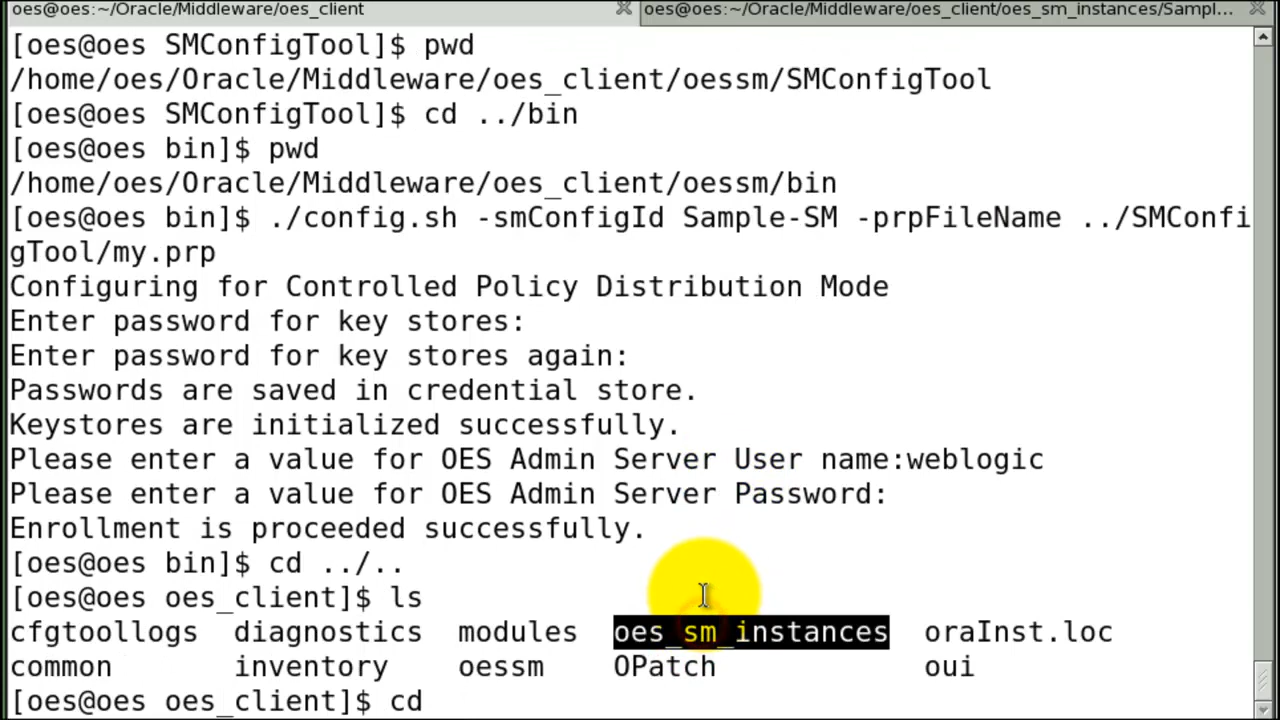 oes@oes:~/Oracle/Middleware/oes_client oes@oes:~/Oracle/Middleware/oes_client/oes_sm_instances/Sampl...
[oes@oes SMConfigTool]$ pwd
/home/oes/Oracle/Middleware/oes_client/oessm/SMConfigTool
[oes@oes SMConfigTool]$ cd ../bin
[oes@oes bin]$ pwd
/home/oes/Oracle/Middleware/oes_client/oessm/bin
[oes@oes bin]$ ./config.sh -smConfigId Sample-SM -prpFileName ../SMConfi
gTool/my.prp
Configuring for Controlled Policy Distribution Mode
Enter password for key stores:
Enter password for key stores again:
Passwords are saved in credential store.
Keystores are initialized successfully.
Please enter a value for OES Admin Server User name:weblogic
Please enter a value for OES Admin Server Password:
Enrollment is proceeded successfully.
[oes@oes bin]$ cd ../..
[oes@oes oes_client]$ ls
cfgtoollogs diagnostics modules oes_sm_instances oraInst.loc
common inventory oessm OPatch oui
[oes@oes oes_client]$ cd